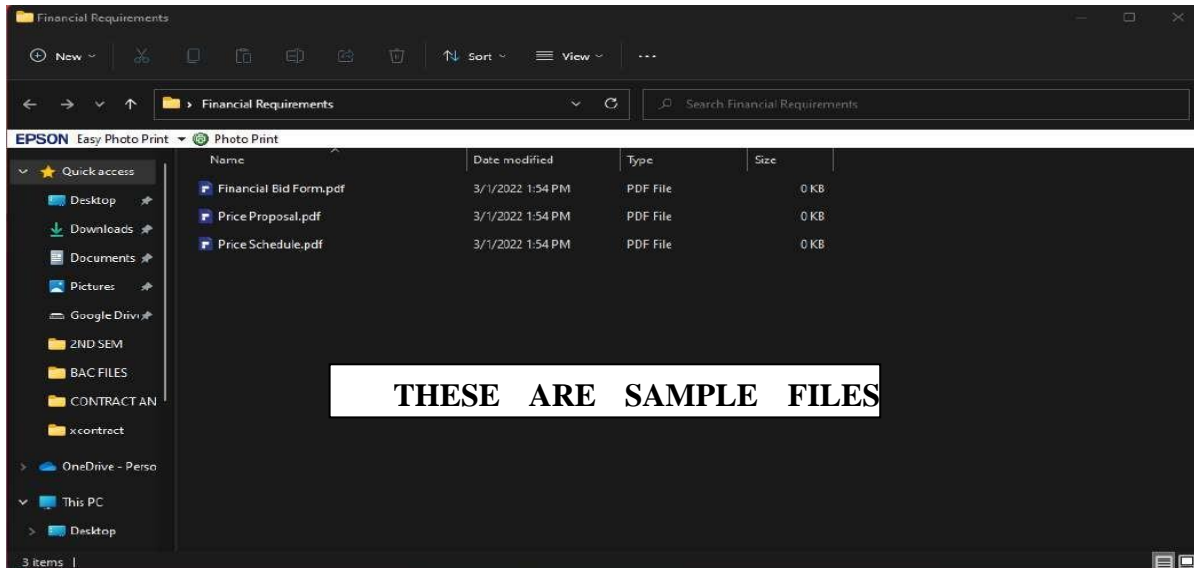 Financial Requirements
New
Sort
View
...
Financial Requirements
Search Financial Requirements
EPSON Easy Photo Print Photo Print
Name Date modified Type Size
Quick access
Desktop
Downloads
Documents
Pictures
Google Driv
2ND SEM
BAC FILES
CONTRACT AN
xcontract
OneDrive - Perso
This PC
Desktop
Financial Bid Form.pdf 3/1/2022 1:54 PM PDF File 0 KB
Price Proposal.pdf 3/1/2022 1:54 PM PDF File 0 KB
Price Schedule.pdf 3/1/2022 1:54 PM PDF File 0 KB
THESE ARE SAMPLE FILES
3 items